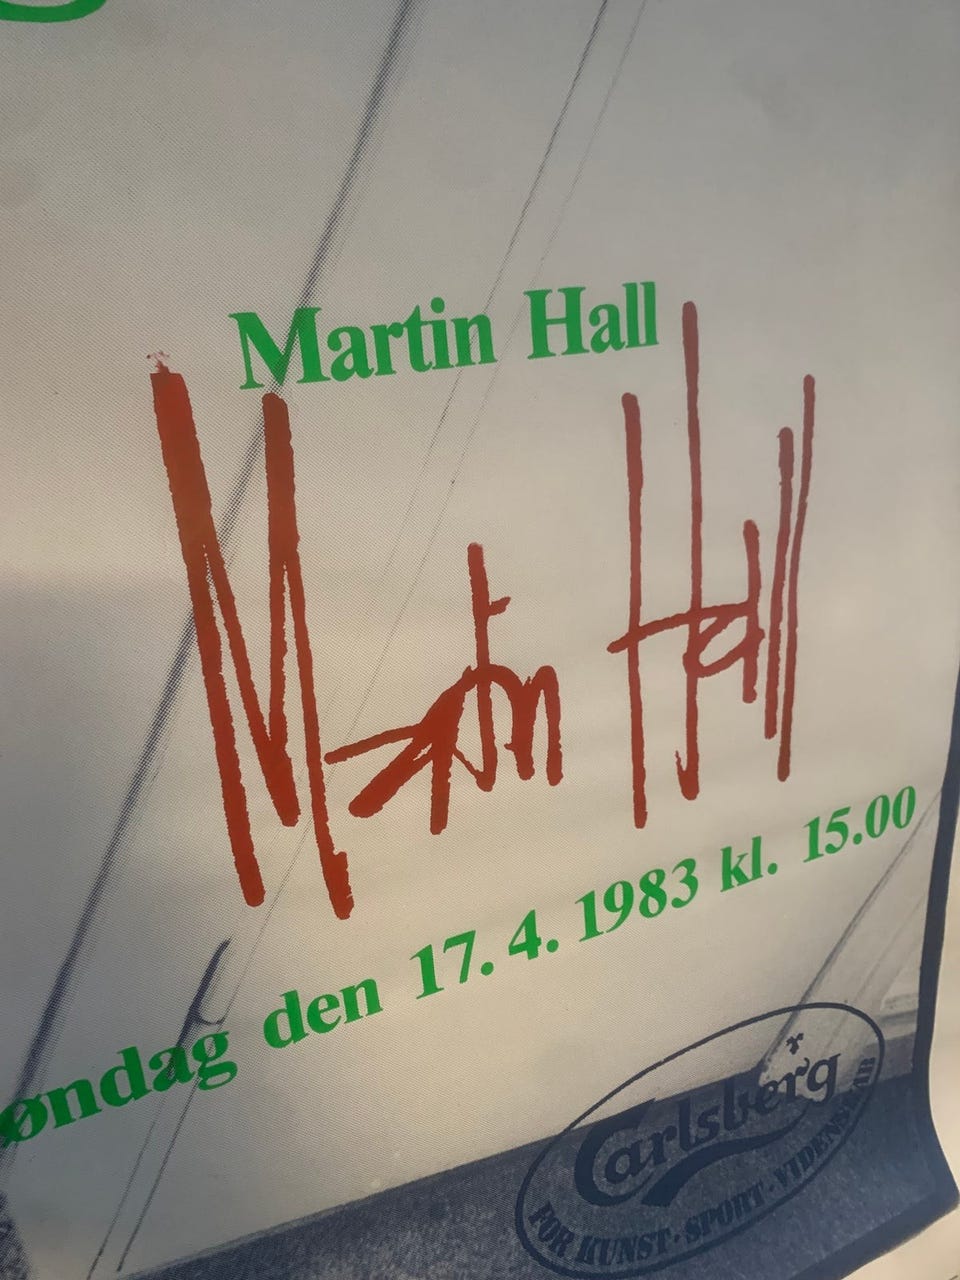 Martin Hall
Martin Hall
øndag den 17. 4. 1983 kl. 15.00
Carlsberg
FOR KUNST · SPORT · VIDENSKAB